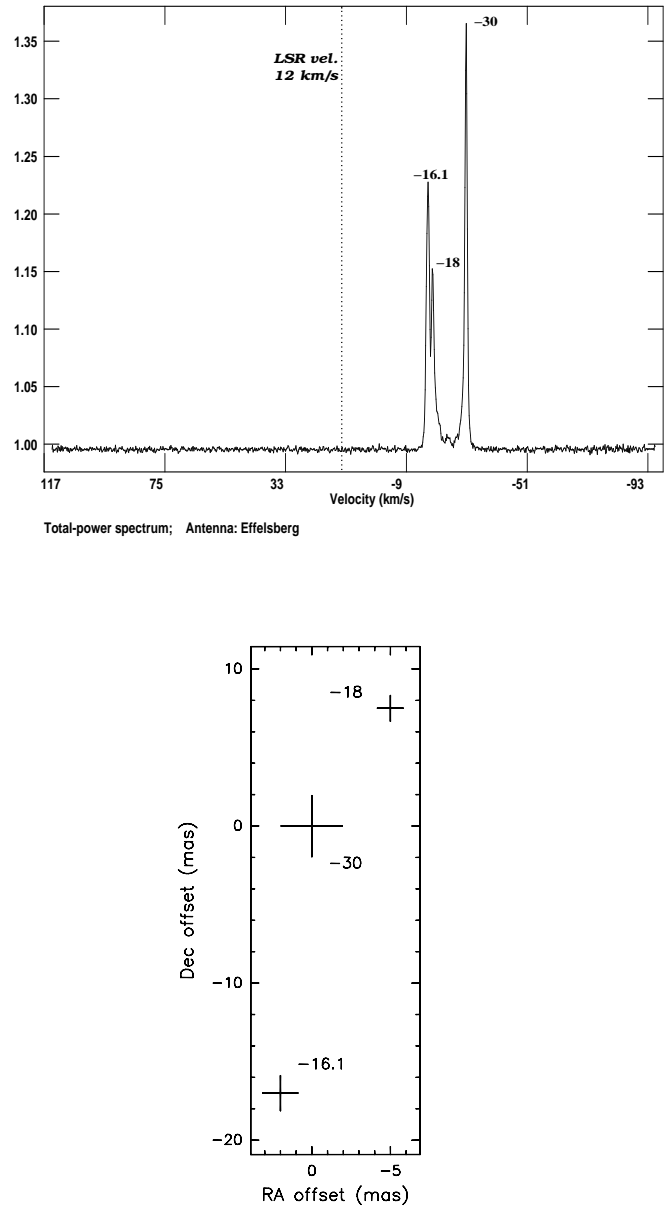 −30
1.35
LSR vel.
12 km/s
1.30
1.25
−16.1
1.20
−18
1.15
1.10
1.05
1.00
117 75 33 -9 -51 -93
Velocity (km/s)
Total-power spectrum; Antenna: Effelsberg
10
−18
0
−30
Dec offset (mas)
−10
−16.1
−20
0 −5
RA offset (mas)